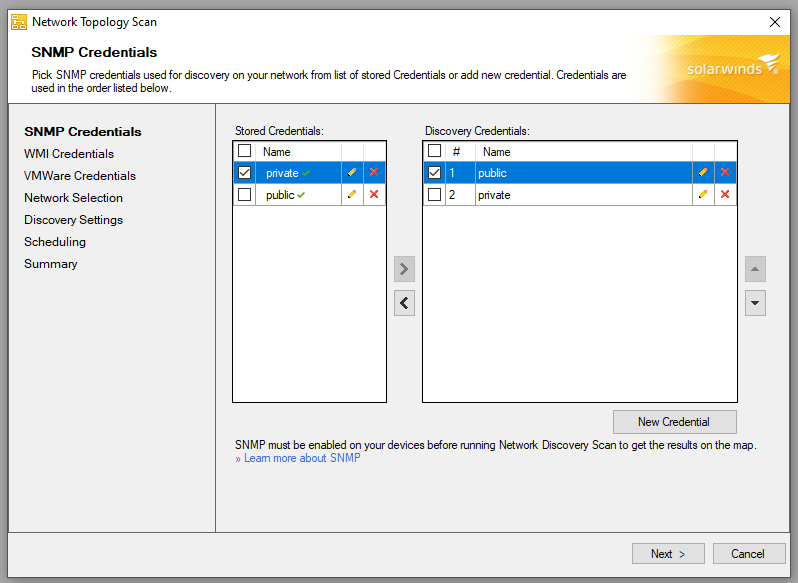 Network Topology Scan
SNMP Credentials
Pick SNMP credentials used for discovery on your network from list of stored Credentials or add new credential. Credentials are
used in the order listed below.
solarwinds
SNMP Credentials
WMI Credentials
VMWare Credentials
Network Selection
Discovery Settings
Scheduling
Summary
Stored Credentials:
Name
private
public
Discovery Credentials:
# Name
1 public
2 private
New Credential
SNMP must be enabled on your devices before running Network Discovery Scan to get the results on the map.
» Learn more about SNMP
Next >
Cancel